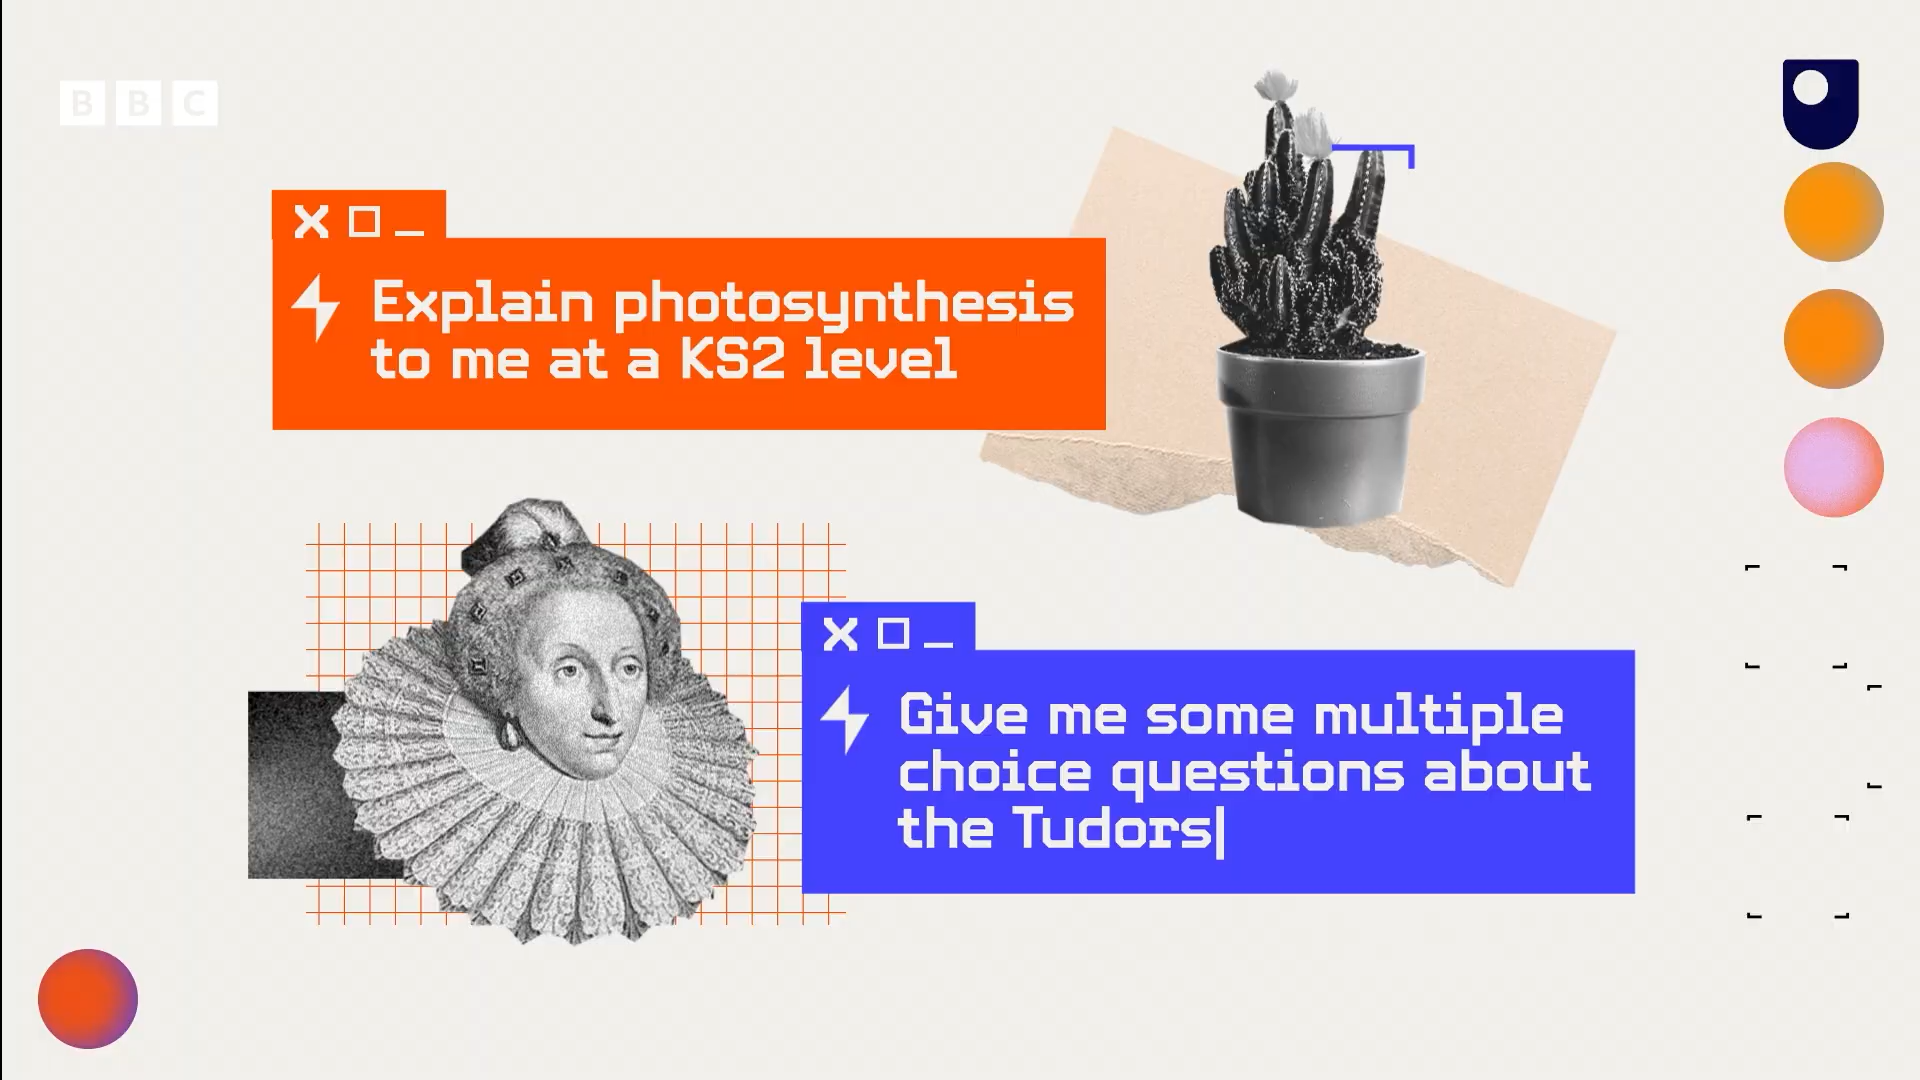 BBC
Explain photosynthesis
to me at a KS2 level
Give me some multiple
choice questions about
the Tudors